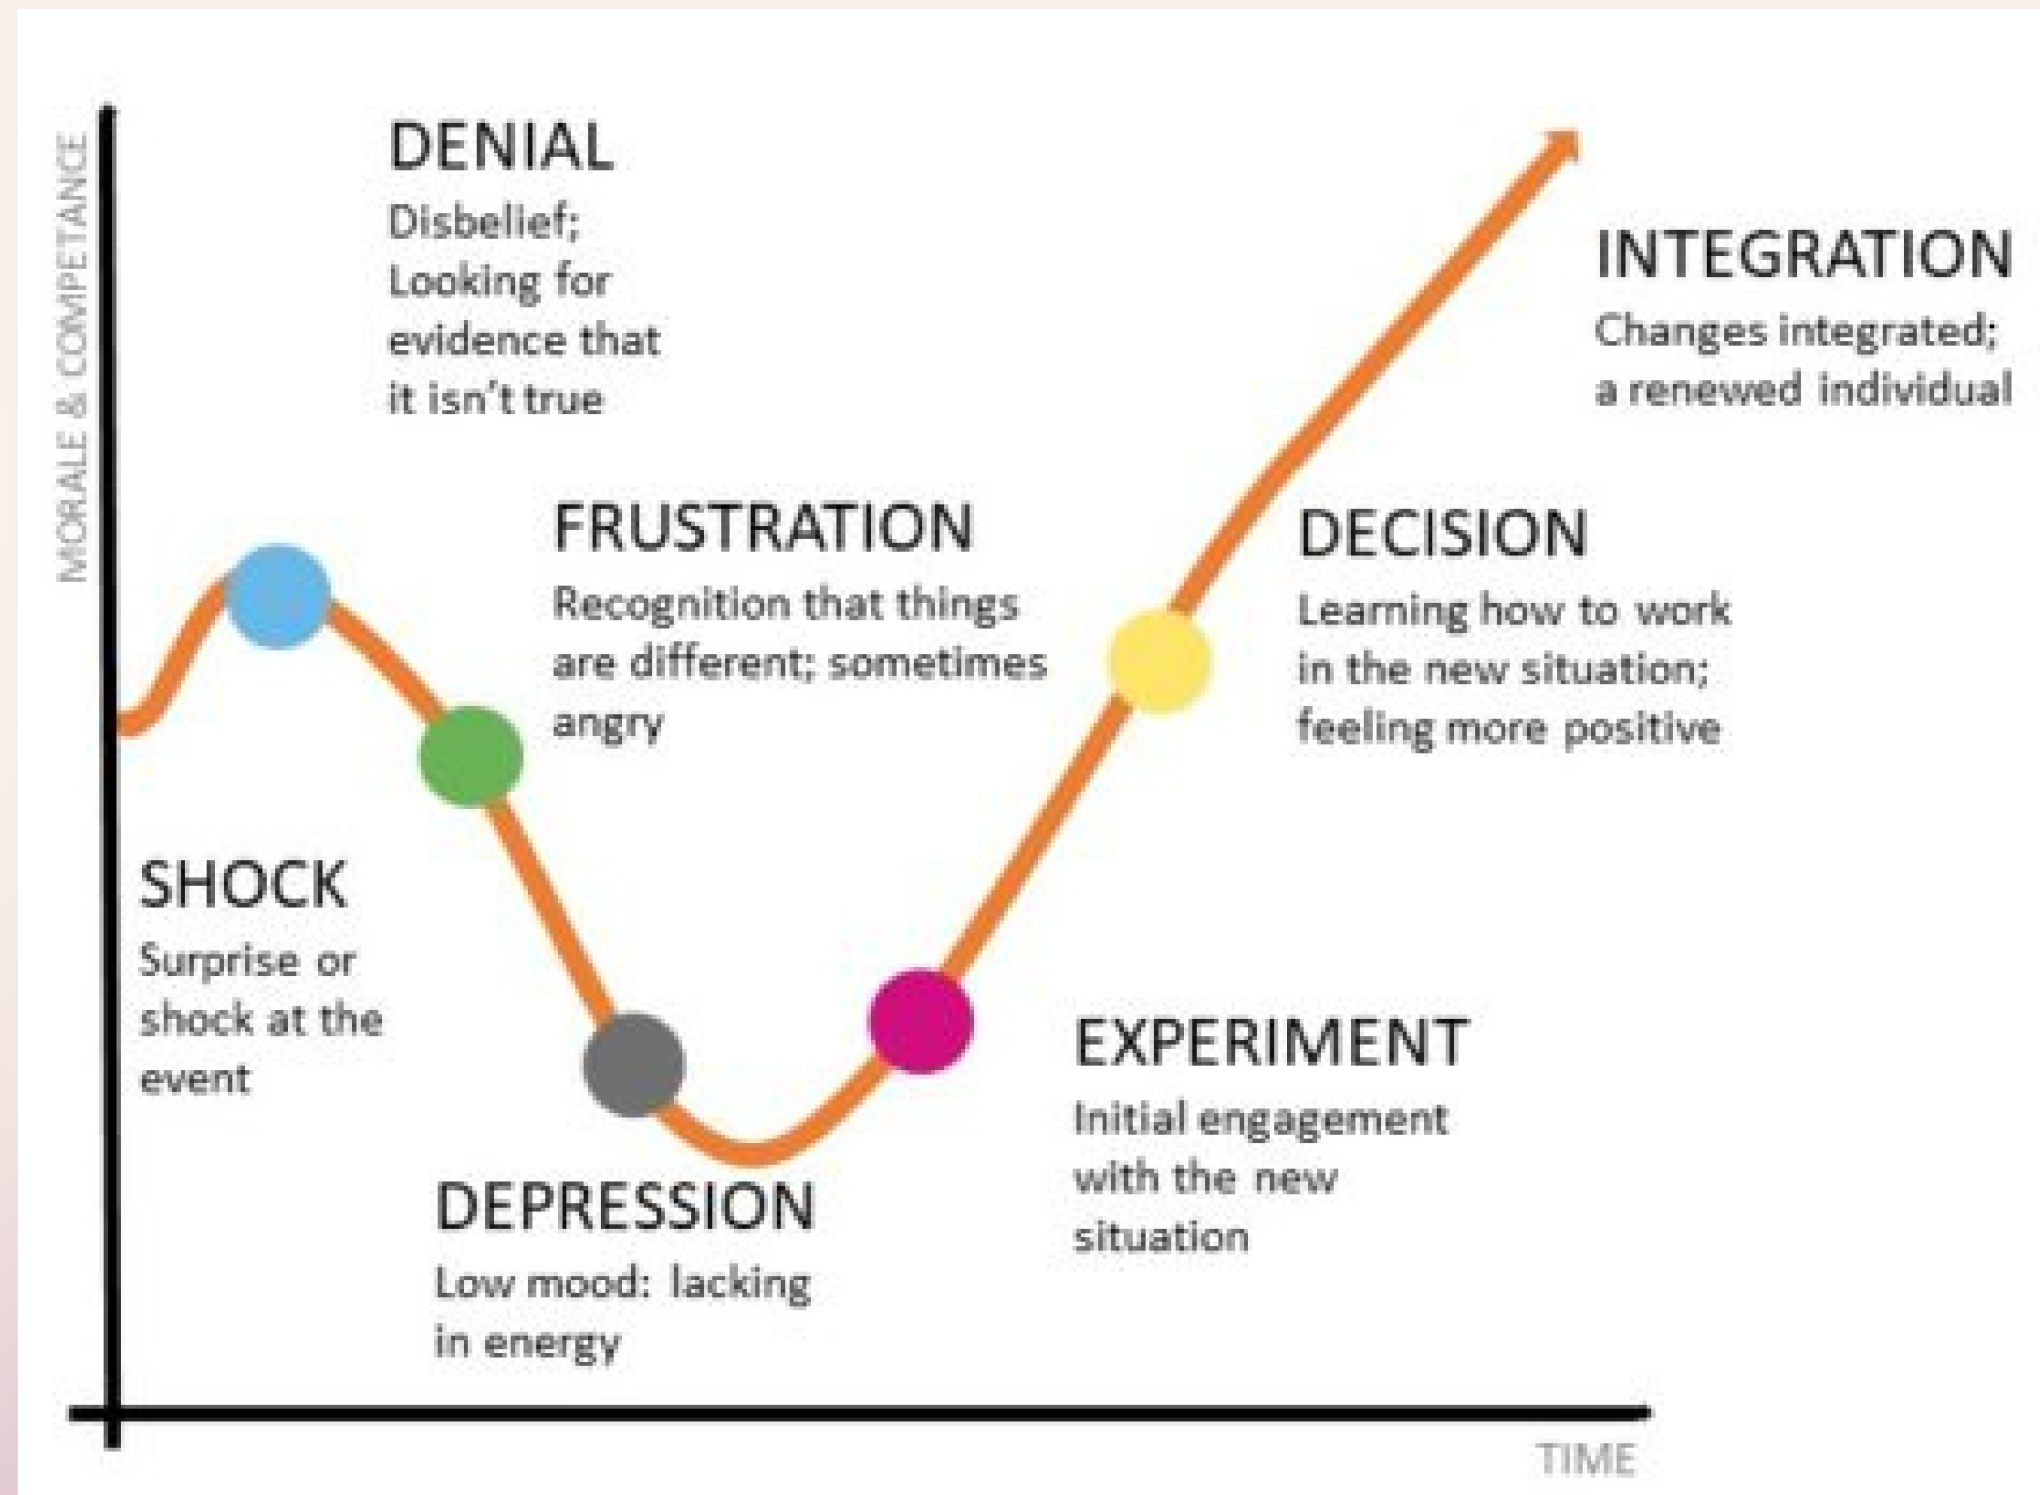 MORALE & COMPETANCE
DENIAL
Disbelief;
Looking for
evidence that
it isn't true
FRUSTRATION
Recognition that things
are different; sometimes
angry
SHOCK
Surprise or
shock at the
event
DEPRESSION
Low mood: lacking
in energy
EXPERIMENT
Initial engagement
with the new
situation
DECISION
Learning how to work
in the new situation;
feeling more positive
INTEGRATION
Changes integrated;
a renewed individual
TIME